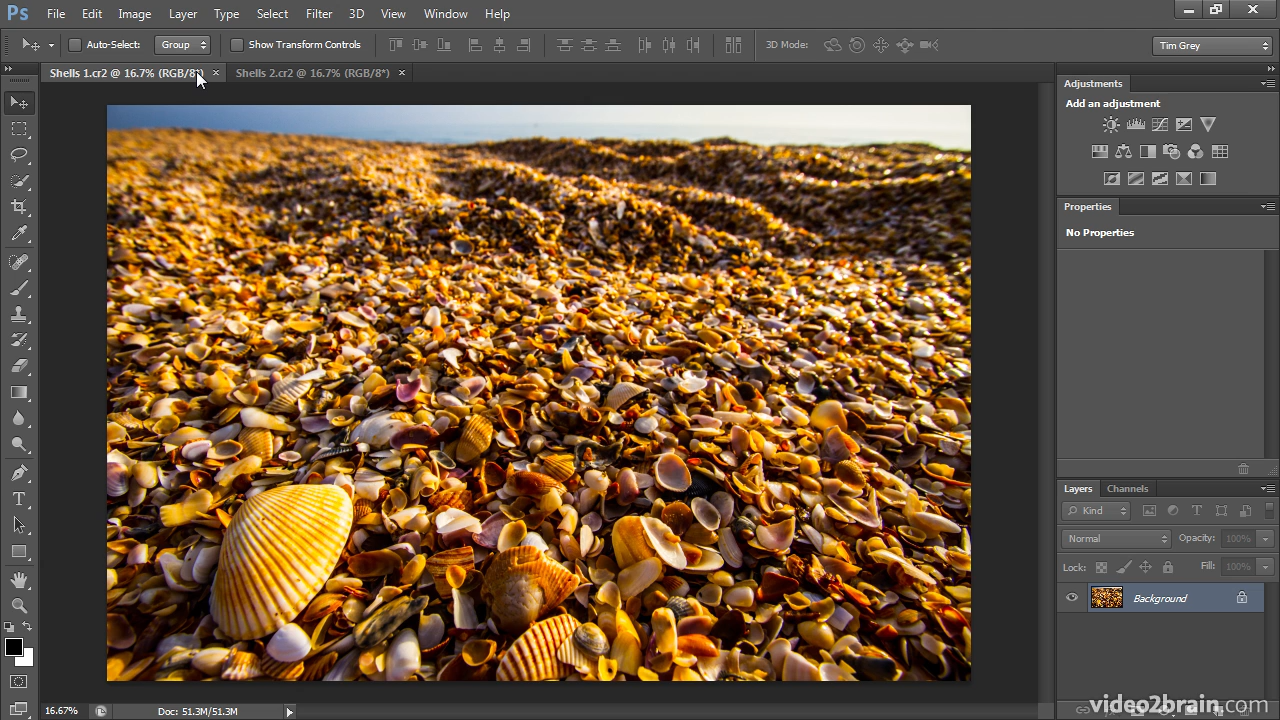 Ps File Edit Image Layer Type Select Filter 3D View Window Help
Auto-Select: Group Show Transform Controls 3D Mode: Tim Grey
Shells 1.cr2 @ 16.7% (RGB/8*) × Shells 2.cr2 @ 16.7% (RGB/8*) ×
Adjustments
Add an adjustment
Properties
No Properties
Layers Channels
Kind
Normal Opacity: 100%
Lock: Fill: 100%
Background
T
16.67% Doc: 51.3M/51.3M
video2brain.com